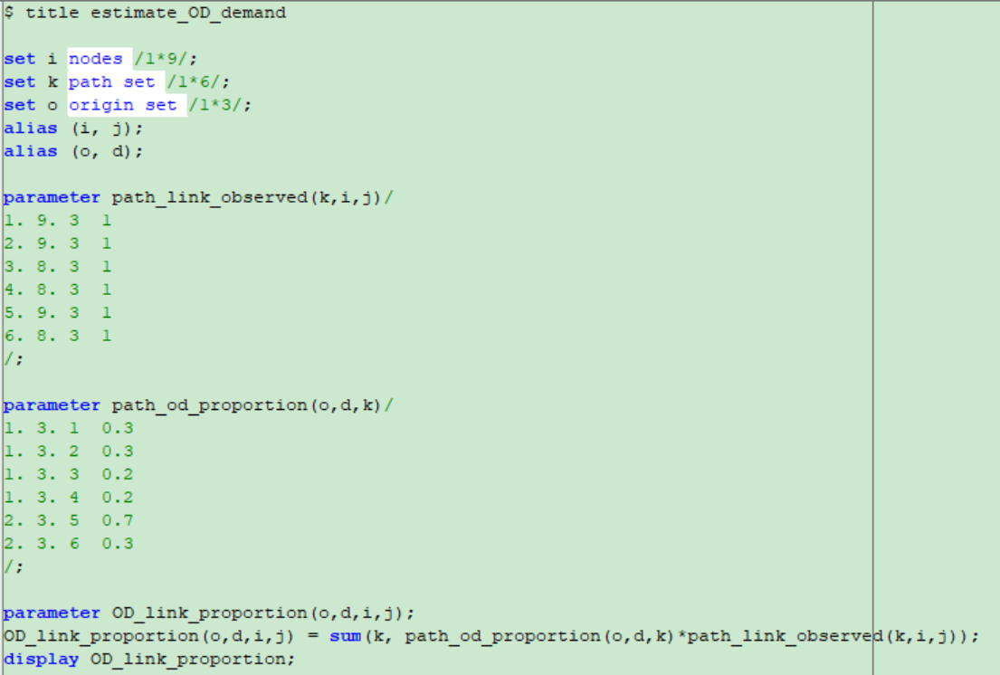 $ title estimate_OD_demand
set i nodes /1*9/;
set k path set /1*6/;
set o origin set /1*3/;
alias (i, j);
alias (o, d);
parameter path_link_observed(k,i,j)/
1. 9. 3  1
2. 9. 3  1
3. 8. 3  1
4. 8. 3  1
5. 9. 3  1
6. 8. 3  1
/;
parameter path_od_proportion(o,d,k)/
1. 3. 1  0.3
1. 3. 2  0.3
1. 3. 3  0.2
1. 3. 4  0.2
2. 3. 5  0.7
2. 3. 6  0.3
/;
parameter OD_link_proportion(o,d,i,j);
OD_link_proportion(o,d,i,j) = sum(k, path_od_proportion(o,d,k)*path_link_observed(k,i,j));
display OD_link_proportion;